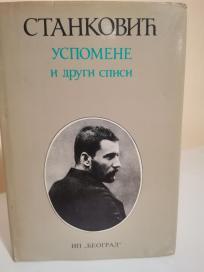 СТАНКОВИЋ
УСПОМЕНЕ
и други списи
ИП „БЕОГРАД“